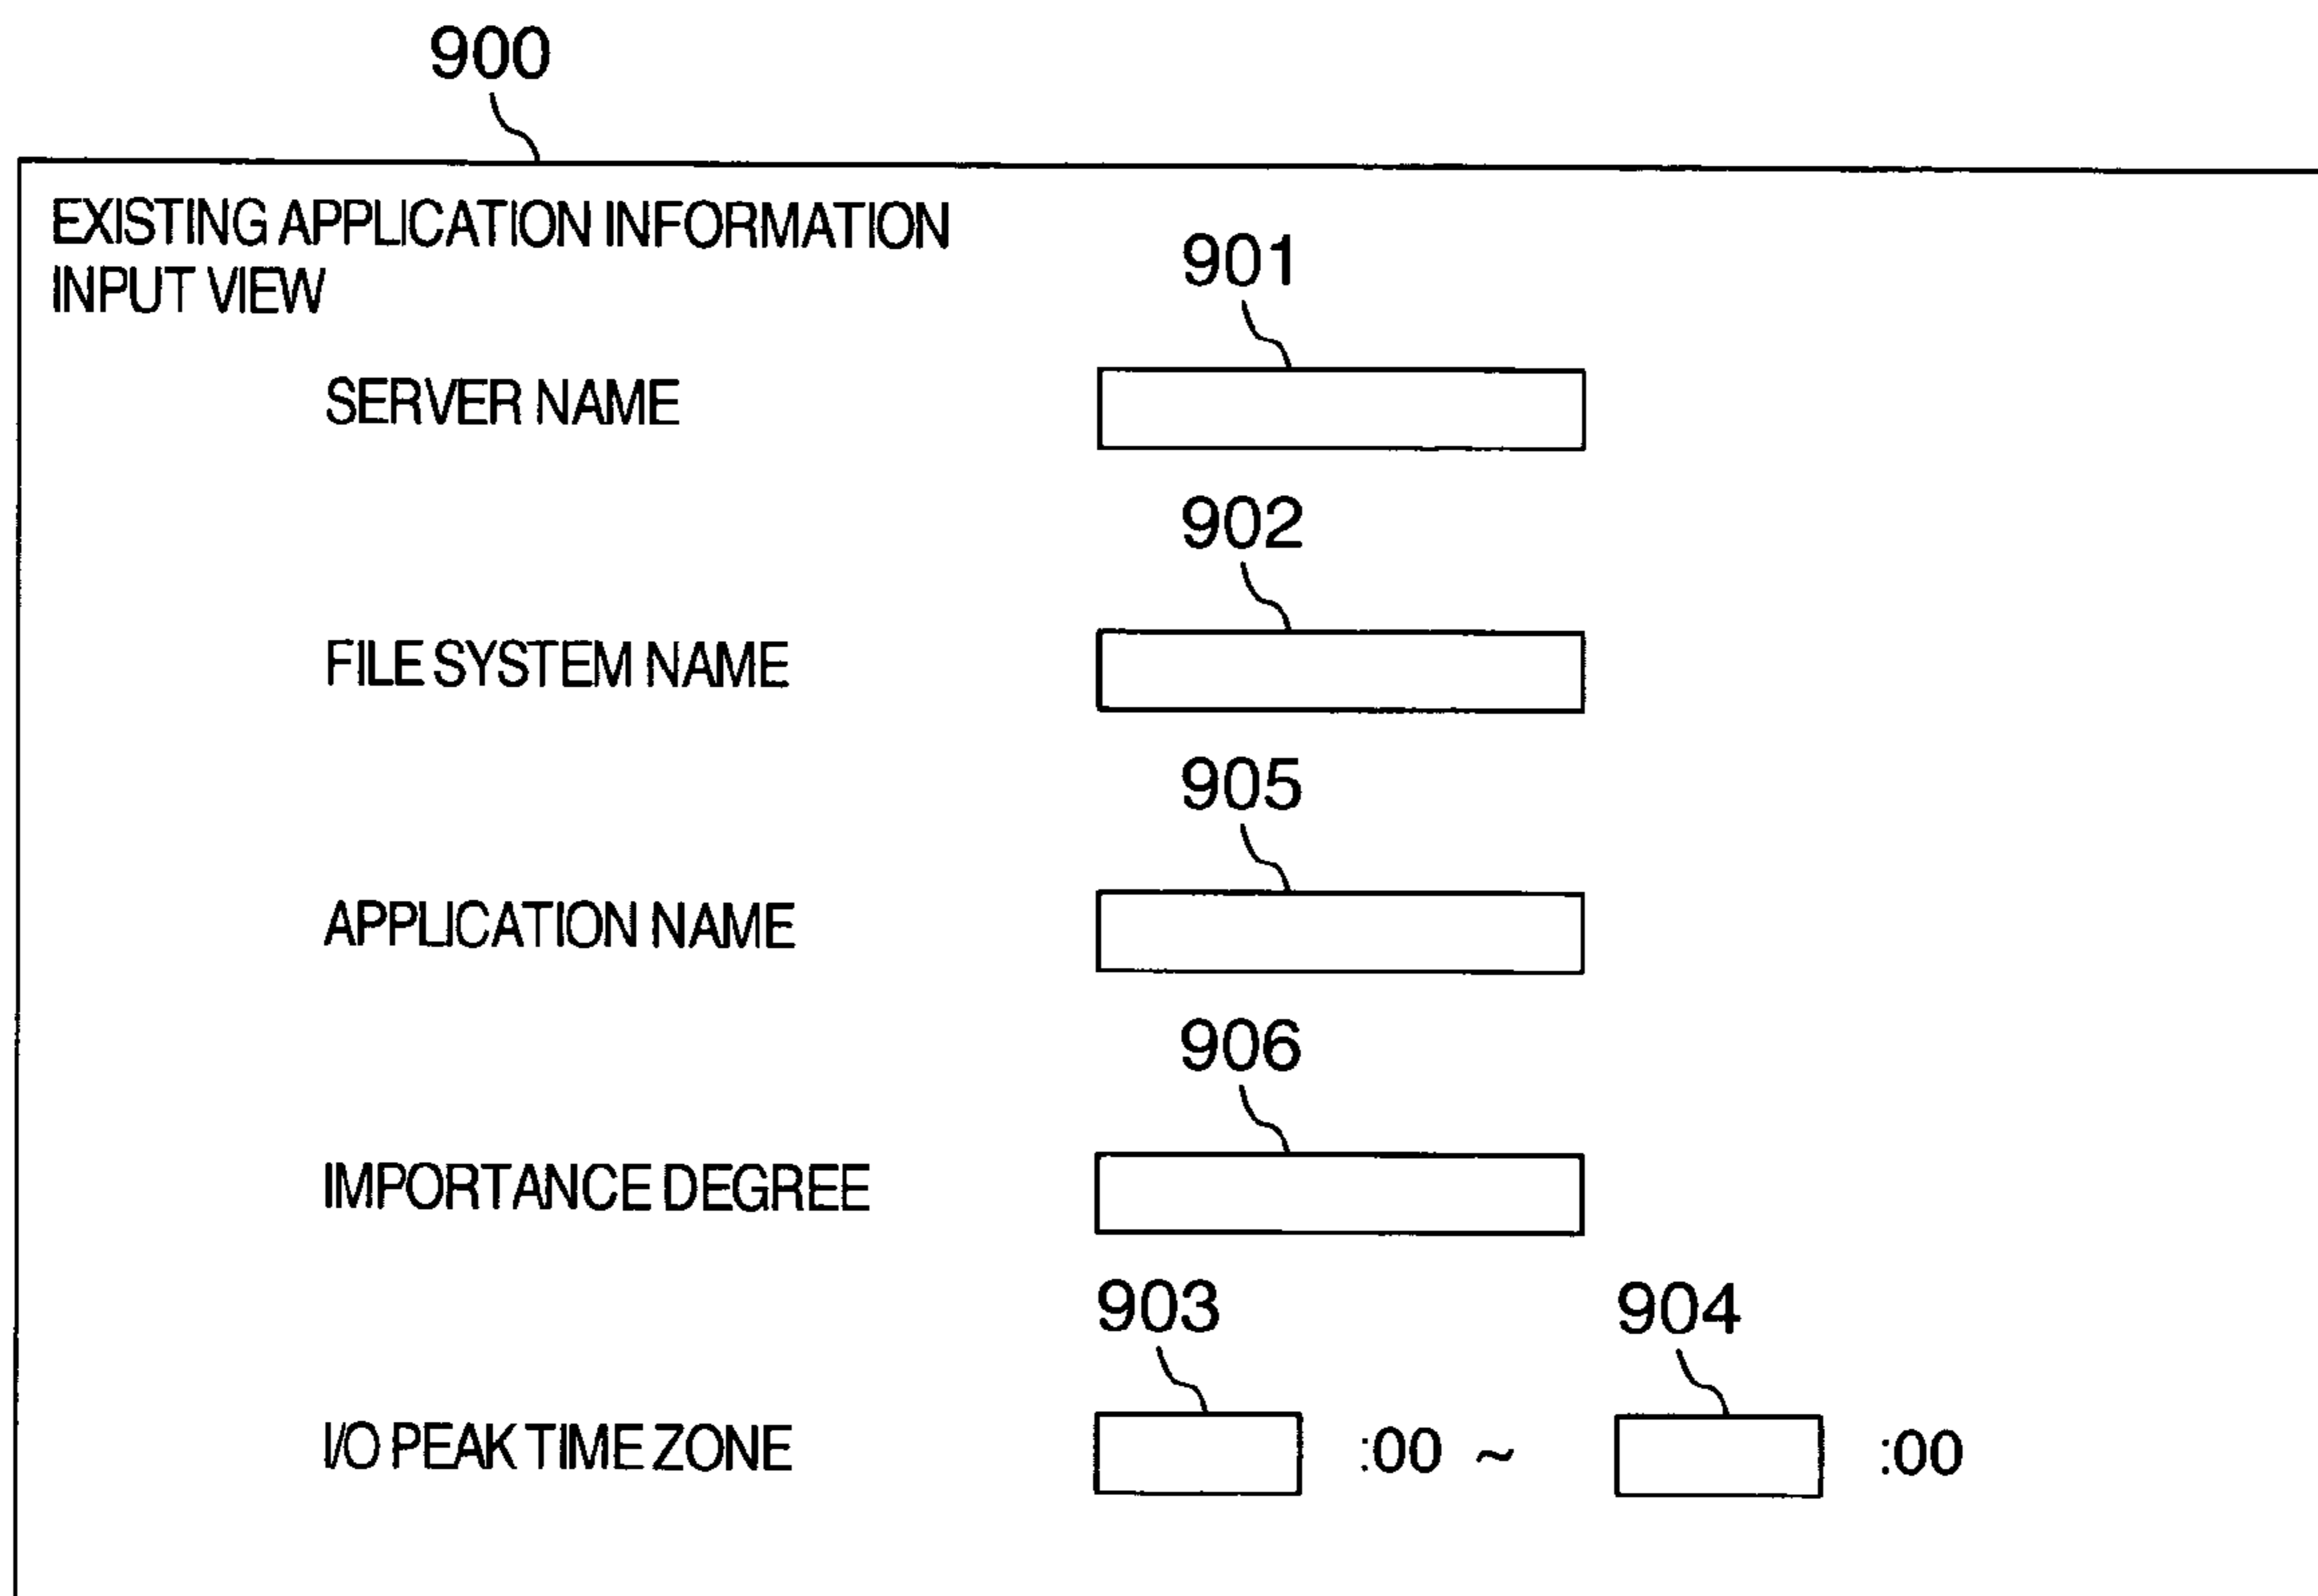 900
EXISTING APPLICATION INFORMATION
INPUT VIEW
901
SERVER NAME
902
FILE SYSTEM NAME
905
APPLICATION NAME
906
IMPORTANCE DEGREE
903 904
I/O PEAK TIME ZONE :00 ~ :00